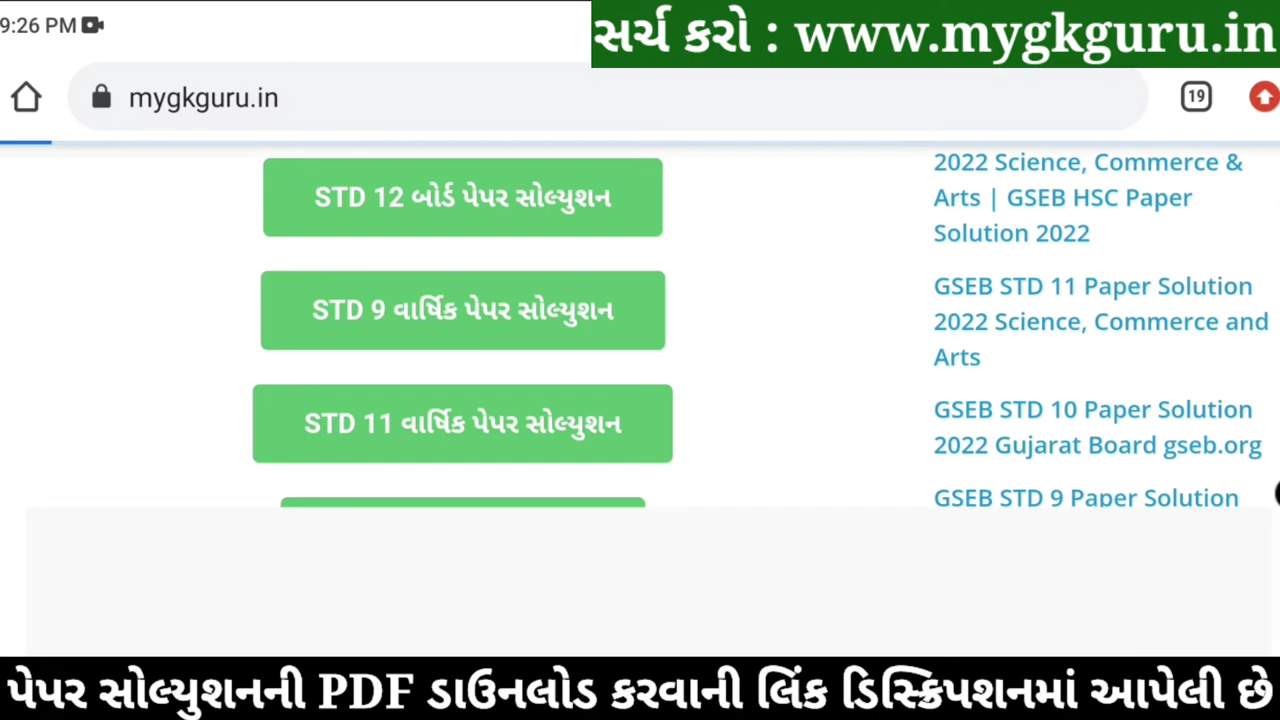 9:26 PM
સર્ચ કરો : www.mygkguru.in
mygkguru.in
19
STD 12 બોર્ડ પેપર સોલ્યુશન
STD 9 વાર્ષિક પેપર સોલ્યુશન
STD 11 વાર્ષિક પેપર સોલ્યુશન
2022 Science, Commerce &
Arts | GSEB HSC Paper
Solution 2022
GSEB STD 11 Paper Solution
2022 Science, Commerce and
Arts
GSEB STD 10 Paper Solution
2022 Gujarat Board gseb.org
GSEB STD 9 Paper Solution
પેપર સોલ્યુશનની PDF ડાઉનલોડ કરવાની લિંક ડિસ્ક્રિપશનમાં આપેલી છે